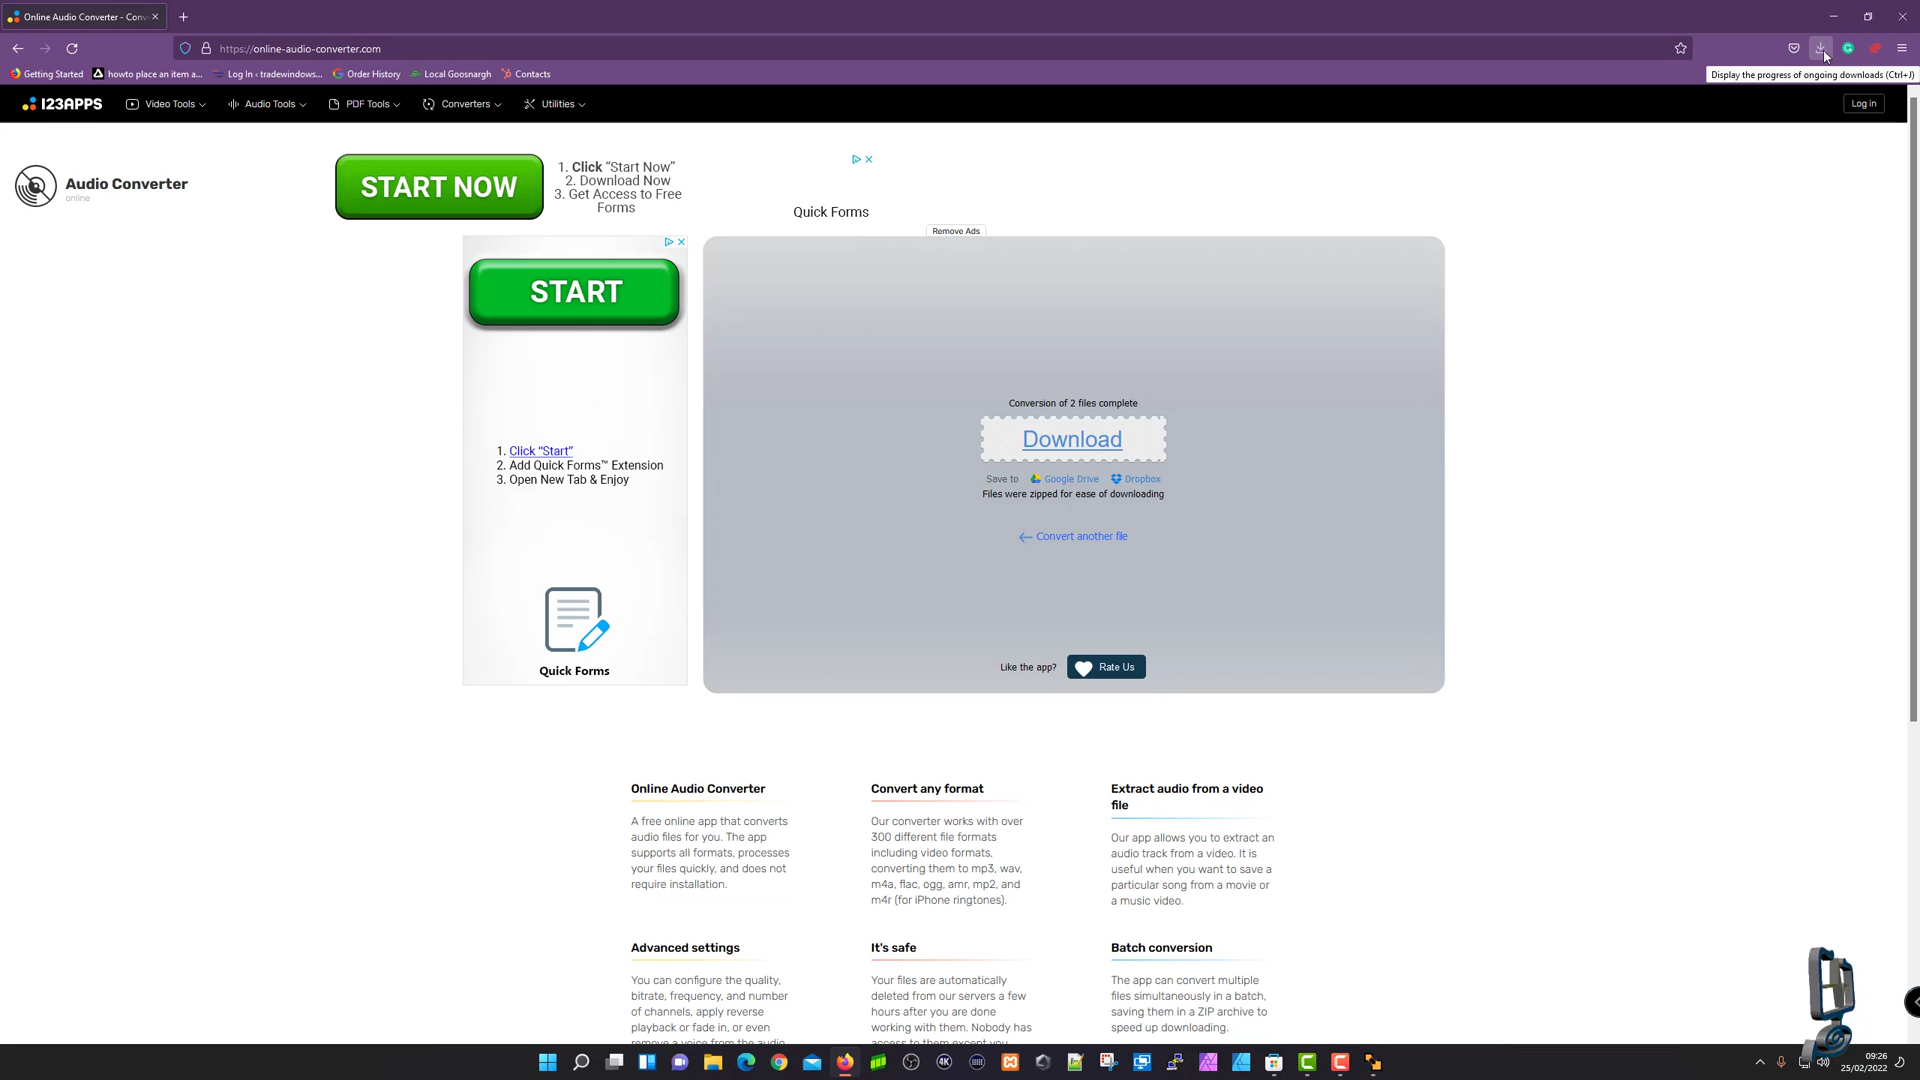 Online Audio Converter - Conv
https://online-audio-converter.com
Getting Started
howto place an item a...
Log In ‹ tradewindows...
Order History
Local Goosnargh
Contacts
Display the progress of ongoing downloads (Ctrl+J)
123APPS
Video Tools
Audio Tools
PDF Tools
Converters
Utilities
Log in
Audio Converter
online
START NOW
1. Click “Start Now”
2. Download Now
3. Get Access to Free
Forms
Quick Forms
Remove Ads
START
1. Click “Start”
2. Add Quick Forms™ Extension
3. Open New Tab & Enjoy
Quick Forms
Conversion of 2 files complete
Download
Save to Google Drive Dropbox
Files were zipped for ease of downloading
Convert another file
Like the app? Rate Us
Online Audio Converter
A free online app that converts
audio files for you. The app
supports all formats, processes
your files quickly, and does not
require installation.
Convert any format
Our converter works with over
300 different file formats
including video formats,
converting them to mp3, wav,
m4a, flac, ogg, amr, mp2, and
m4r (for iPhone ringtones).
Extract audio from a video
file
Our app allows you to extract an
audio track from a video. It is
useful when you want to save a
particular song from a movie or
a music video.
Advanced settings
You can configure the quality,
bitrate, frequency, and number
of channels, apply reverse
playback or fade in, or even
remove a voice from the audio
It's safe
Your files are automatically
deleted from our servers a few
hours after you are done
working with them. Nobody has
access to them except you
Batch conversion
The app can convert multiple
files simultaneously in a batch,
saving them in a ZIP archive to
speed up downloading.
4K
09:26
25/02/2022